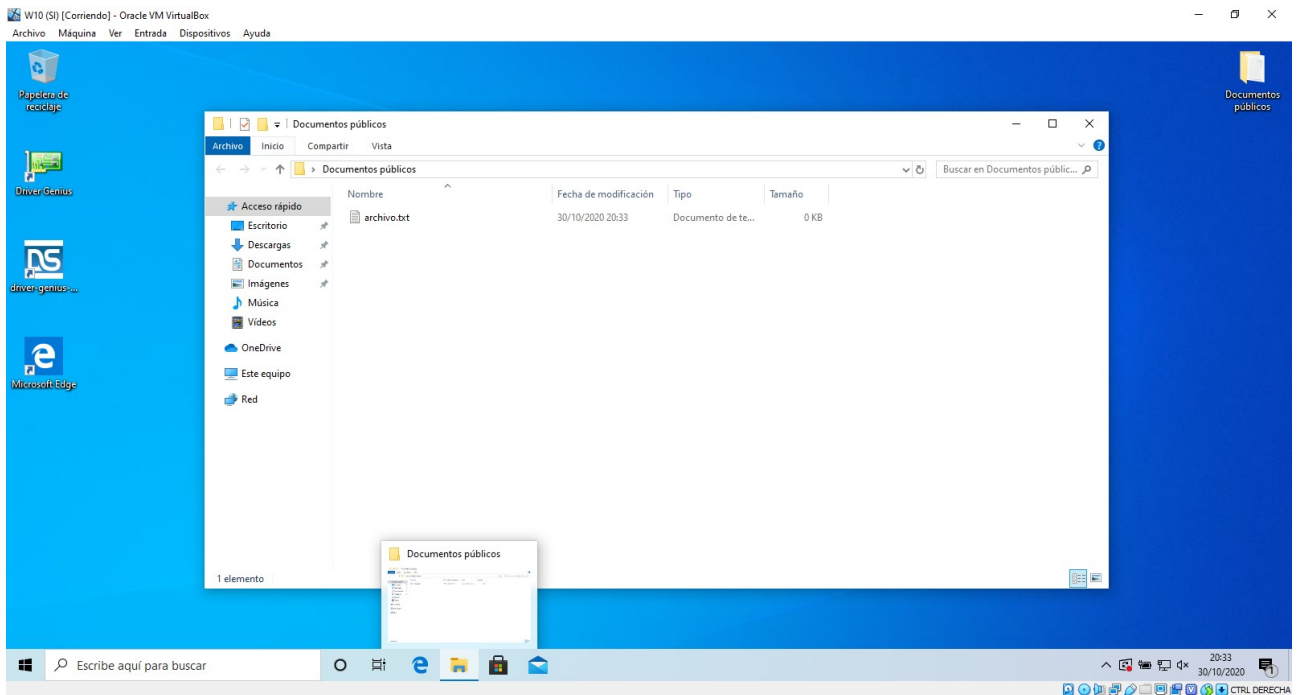 W10 (SI) [Corriendo] - Oracle VM VirtualBox
Archivo Máquina Ver Entrada Dispositivos Ayuda
Papelera de
reciclaje
Documentos
públicos
Driver Genius
driver-genius-...
Microsoft Edge
Documentos públicos
Archivo Inicio Compartir Vista
Documentos públicos
Buscar en Documentos públic...
Nombre Fecha de modificación Tipo Tamaño
archivo.txt 30/10/2020 20:33 Documento de te... 0 KB
Acceso rápido
Escritorio
Descargas
Documentos
Imágenes
Música
Vídeos
OneDrive
Este equipo
Red
1 elemento
Documentos públicos
Escribe aquí para buscar
20:33
30/10/2020
1
CTRL DERECHA